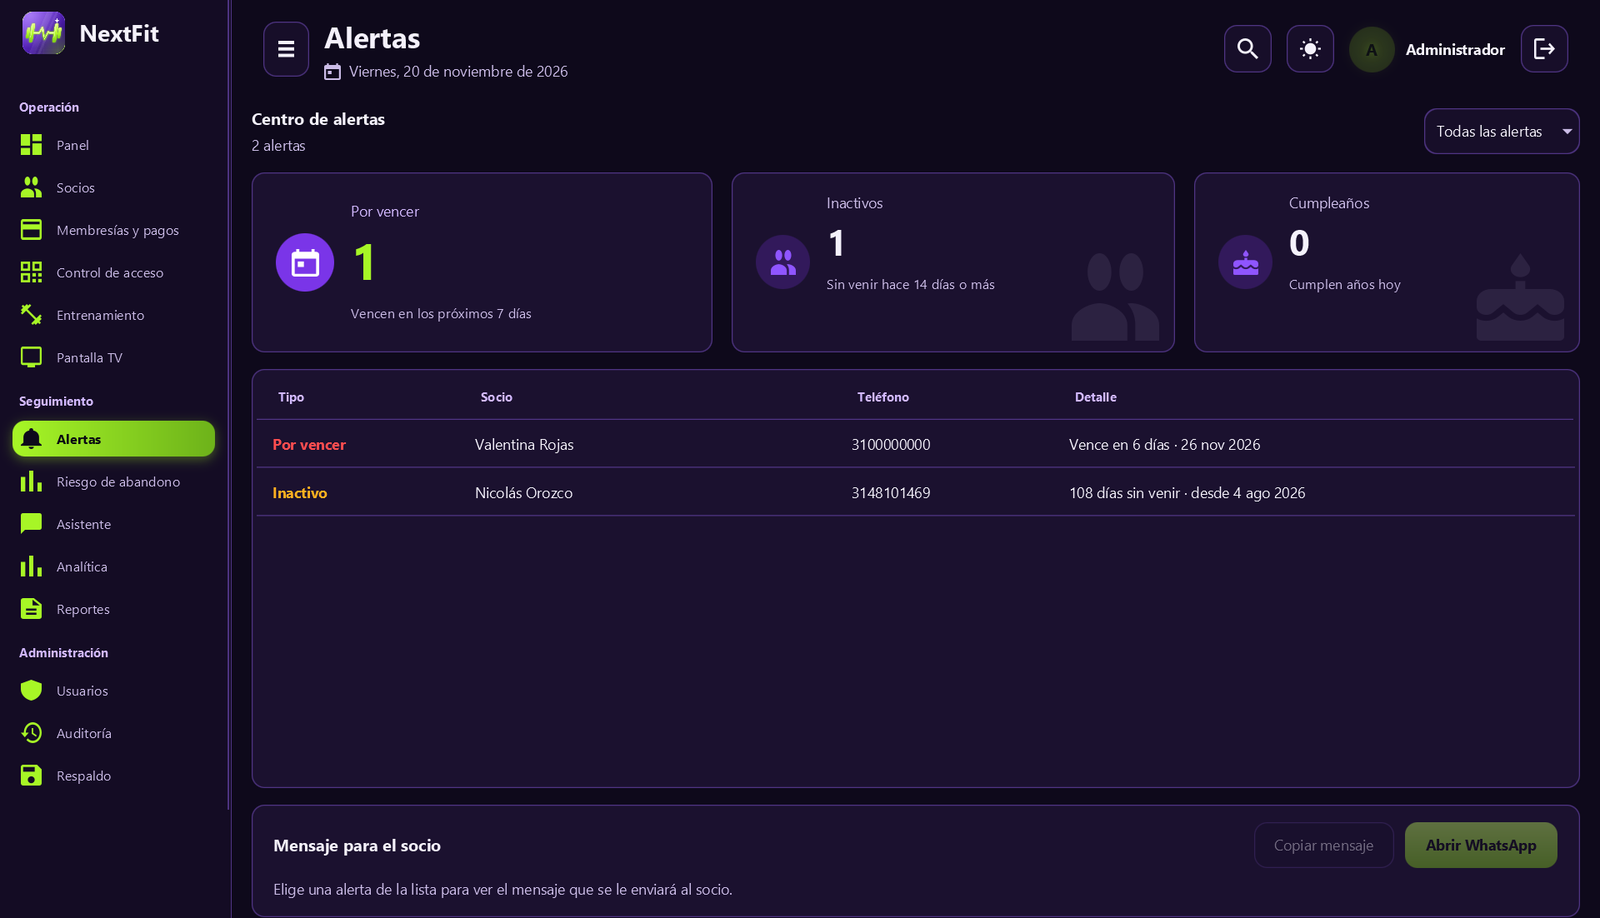 NextFit
Operación
Panel
Socios
Membresías y pagos
Control de acceso
Entrenamiento
Pantalla TV
Seguimiento
Alertas
Riesgo de abandono
Asistente
Analítica
Reportes
Administración
Usuarios
Auditoría
Respaldo
Alertas
Viernes, 20 de noviembre de 2026
A
Administrador
Centro de alertas
2 alertas
Todas las alertas
Por vencer
1
Vencen en los próximos 7 días
Inactivos
1
Sin venir hace 14 días o más
Cumpleaños
0
Cumplen años hoy
Tipo Socio Teléfono Detalle
Por vencer Valentina Rojas 3100000000 Vence en 6 días · 26 nov 2026
Inactivo Nicolás Orozco 3148101469 108 días sin venir · desde 4 ago 2026
Mensaje para el socio
Copiar mensaje
Abrir WhatsApp
Elige una alerta de la lista para ver el mensaje que se le enviará al socio.